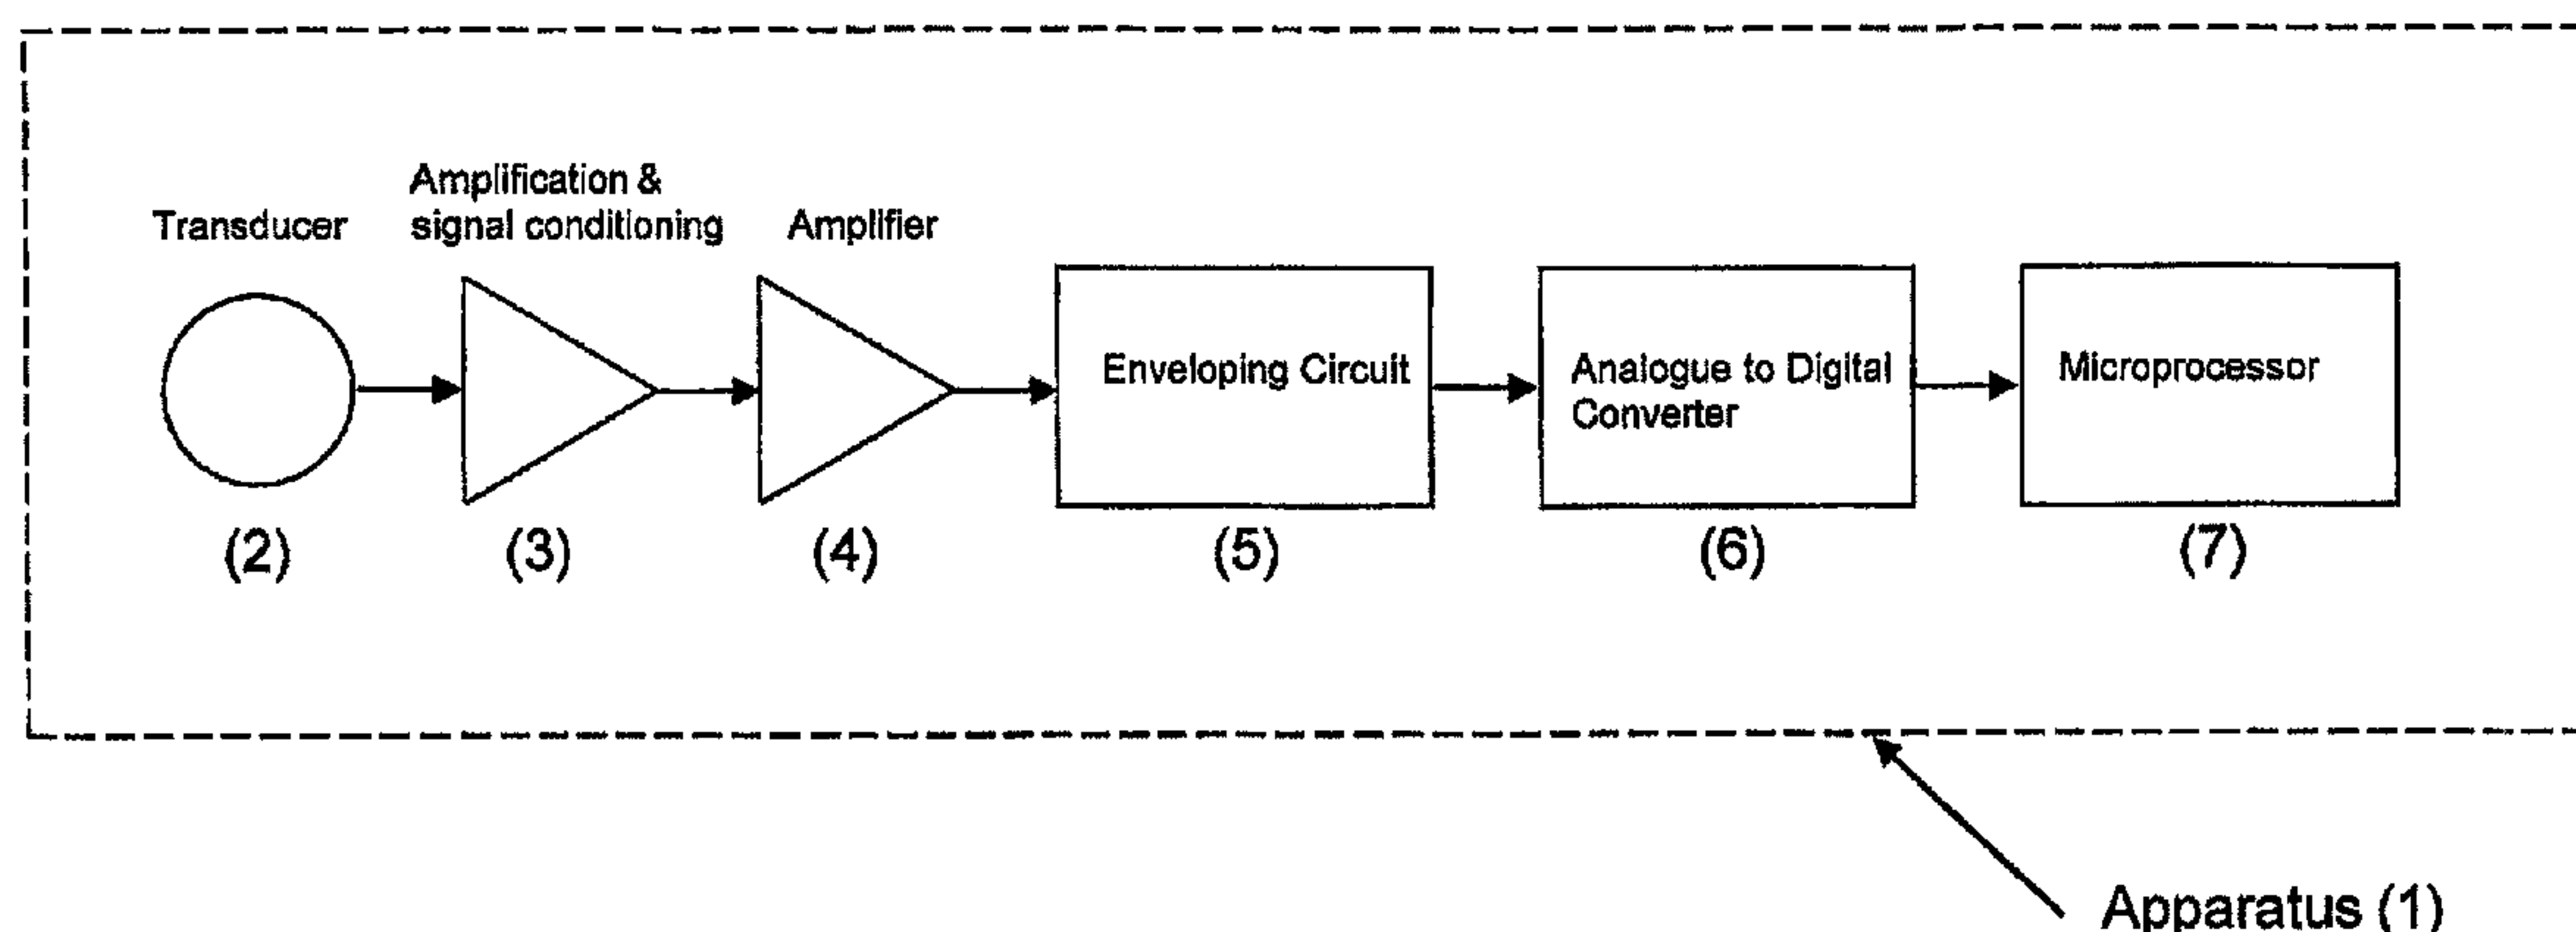 Transducer
Amplification &
signal conditioning
Amplifier
Enveloping Circuit
Analogue to Digital
Converter
Microprocessor
(2)
(3)
(4)
(5)
(6)
(7)
Apparatus (1)